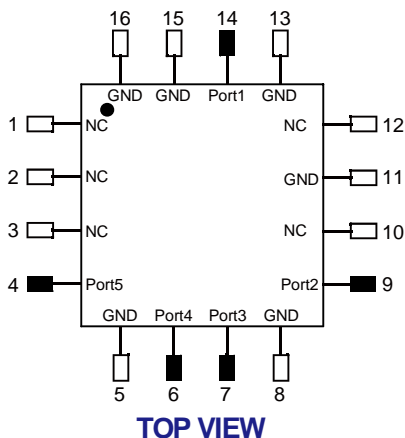 16 15 14 13
GND GND Port1 GND
1 NC NC 12
2 NC GND 11
3 NC NC 10
4 Port5 Port2 9
GND Port4 Port3 GND
5 6 7 8
TOP VIEW